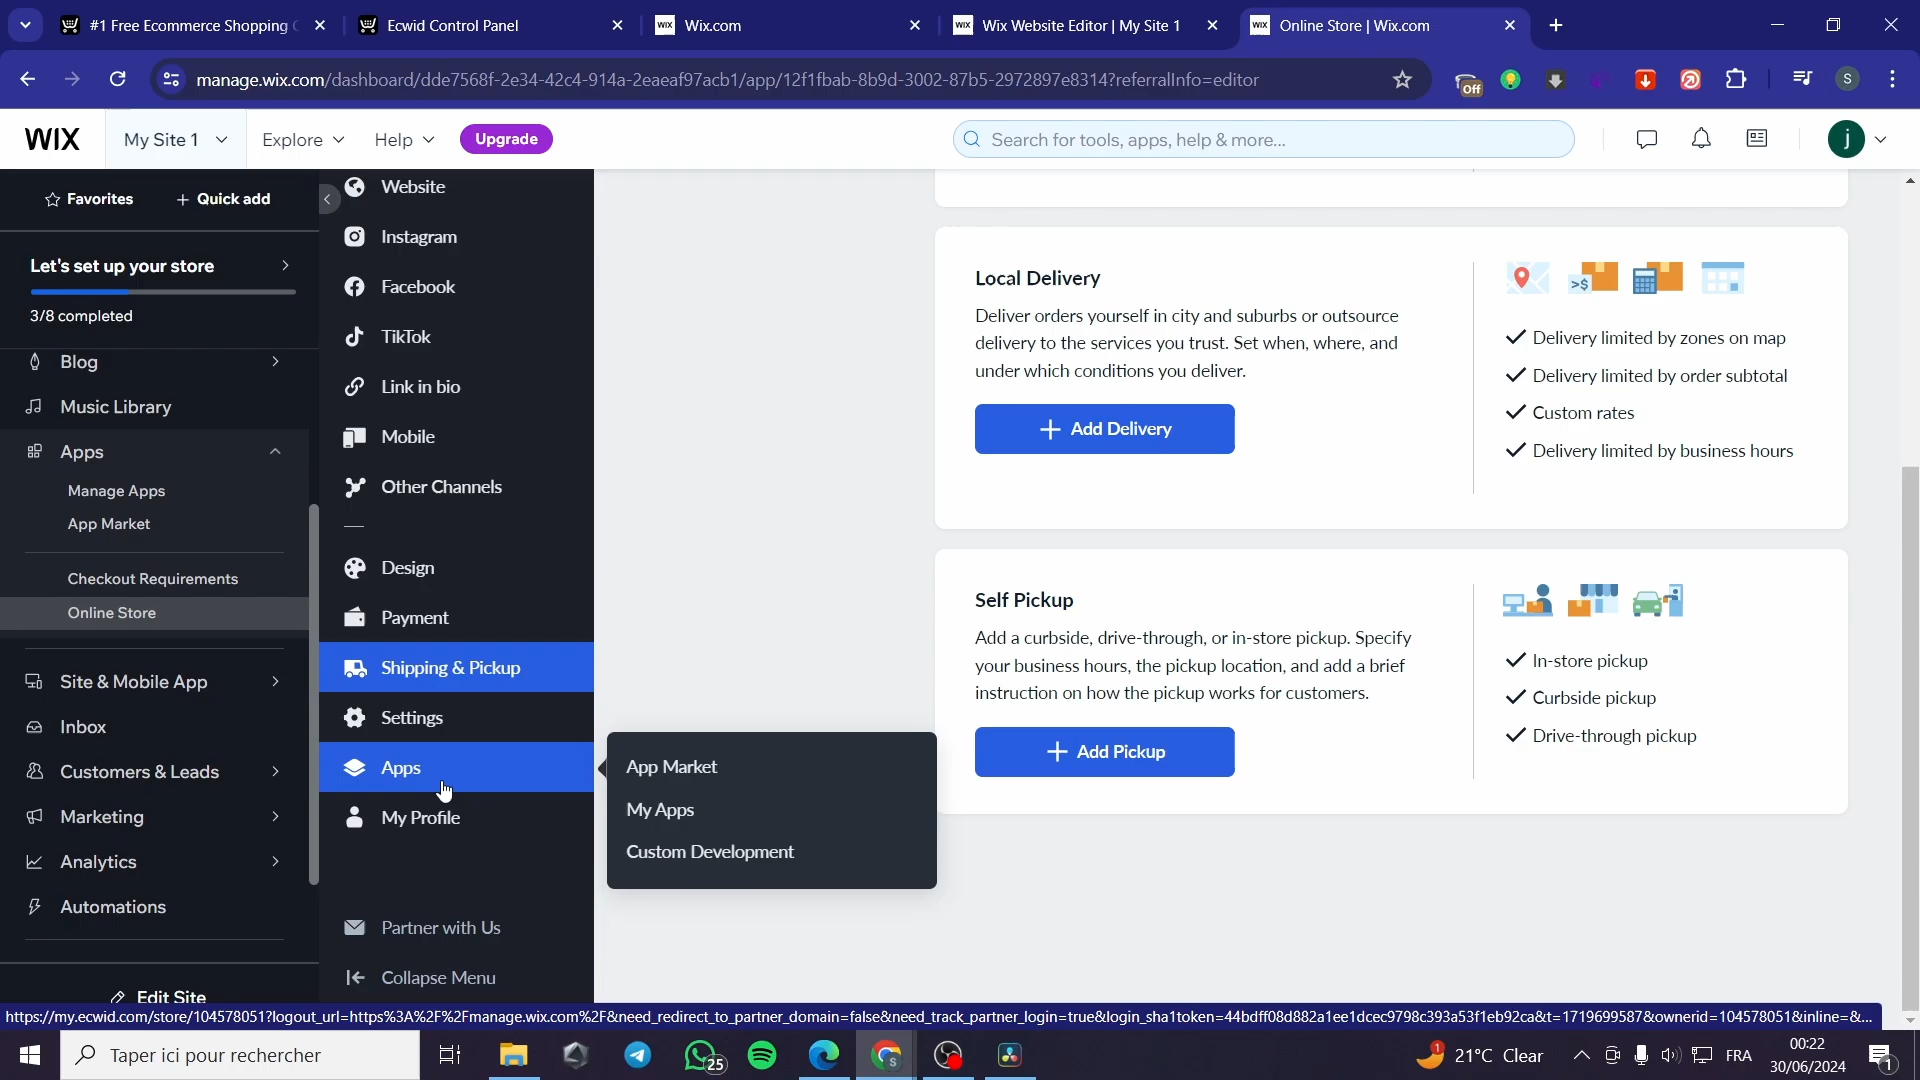 #1 Free Ecommerce Shopping
Ecwid Control Panel
WIX Wix.com
WIX Wix Website Editor | My Site 1
WIX Online Store | Wix.com
manage.wix.com/dashboard/dde7568f-2e34-42c4-914a-2eaeaf97acb1/app/12f1fbab-8b9d-3002-87b5-2972897e8314?referralInfo=editor
Off
S
WIX
My Site 1
Explore
Help
Upgrade
Search for tools, apps, help & more...
j
Favorites
+ Quick add
Let's set up your store
3/8 completed
Blog
Music Library
Apps
Manage Apps
App Market
Checkout Requirements
Online Store
Site & Mobile App
Inbox
Customers & Leads
Marketing
Analytics
Automations
Edit Site
Website
Instagram
Facebook
TikTok
Link in bio
Mobile
Other Channels
Design
Payment
Shipping & Pickup
Settings
Apps
My Profile
Partner with Us
Collapse Menu
App Market
My Apps
Custom Development
Local Delivery
Deliver orders yourself in city and suburbs or outsource
delivery to the services you trust. Set when, where, and
under which conditions you deliver.
+ Add Delivery
>$
Delivery limited by zones on map
Delivery limited by order subtotal
Custom rates
Delivery limited by business hours
Self Pickup
Add a curbside, drive-through, or in-store pickup. Specify
your business hours, the pickup location, and add a brief
instruction on how the pickup works for customers.
+ Add Pickup
In-store pickup
Curbside pickup
Drive-through pickup
https://my.ecwid.com/store/104578051?logout_url=https%3A%2F%2Fmanage.wix.com%2F&need_redirect_to_partner_domain=false&need_track_partner_login=true&login_sha1token=44bdff08d882a1ee1dcec9798c393a53f1eb92ca&t=1719699587&ownerid=104578051&inline=&...
Taper ici pour rechercher
25
S
1
21°C Clear
FRA
00:22
30/06/2024
1